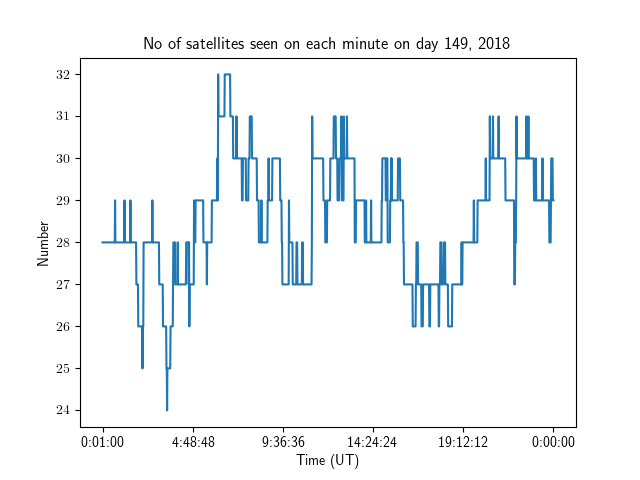 No of satellites seen on each minute on day 149, 2018
32
31
30
29
28
27
26
25
24
Number
0:01:00 4:48:48 9:36:36 14:24:24 19:12:12 0:00:00
Time (UT)